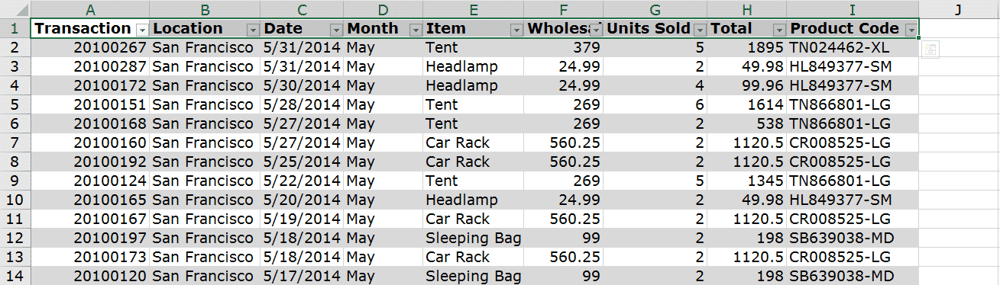 A B C D E F G H I J
1 Transaction Location Date Month Item Wholesa Units Sold Total Product Code
2 20100267 San Francisco 5/31/2014 May Tent 379 5 1895 TN024462-XL
3 20100287 San Francisco 5/31/2014 May Headlamp 24.99 2 49.98 HL849377-SM
4 20100172 San Francisco 5/30/2014 May Headlamp 24.99 4 99.96 HL849377-SM
5 20100151 San Francisco 5/28/2014 May Tent 269 6 1614 TN866801-LG
6 20100168 San Francisco 5/27/2014 May Tent 269 2 538 TN866801-LG
7 20100160 San Francisco 5/27/2014 May Car Rack 560.25 2 1120.5 CR008525-LG
8 20100192 San Francisco 5/25/2014 May Car Rack 560.25 2 1120.5 CR008525-LG
9 20100124 San Francisco 5/22/2014 May Tent 269 5 1345 TN866801-LG
10 20100165 San Francisco 5/20/2014 May Headlamp 24.99 2 49.98 HL849377-SM
11 20100167 San Francisco 5/19/2014 May Car Rack 560.25 2 1120.5 CR008525-LG
12 20100197 San Francisco 5/18/2014 May Sleeping Bag 99 2 198 SB639038-MD
13 20100173 San Francisco 5/18/2014 May Car Rack 560.25 2 1120.5 CR008525-LG
14 20100120 San Francisco 5/17/2014 May Sleeping Bag 99 2 198 SB639038-MD